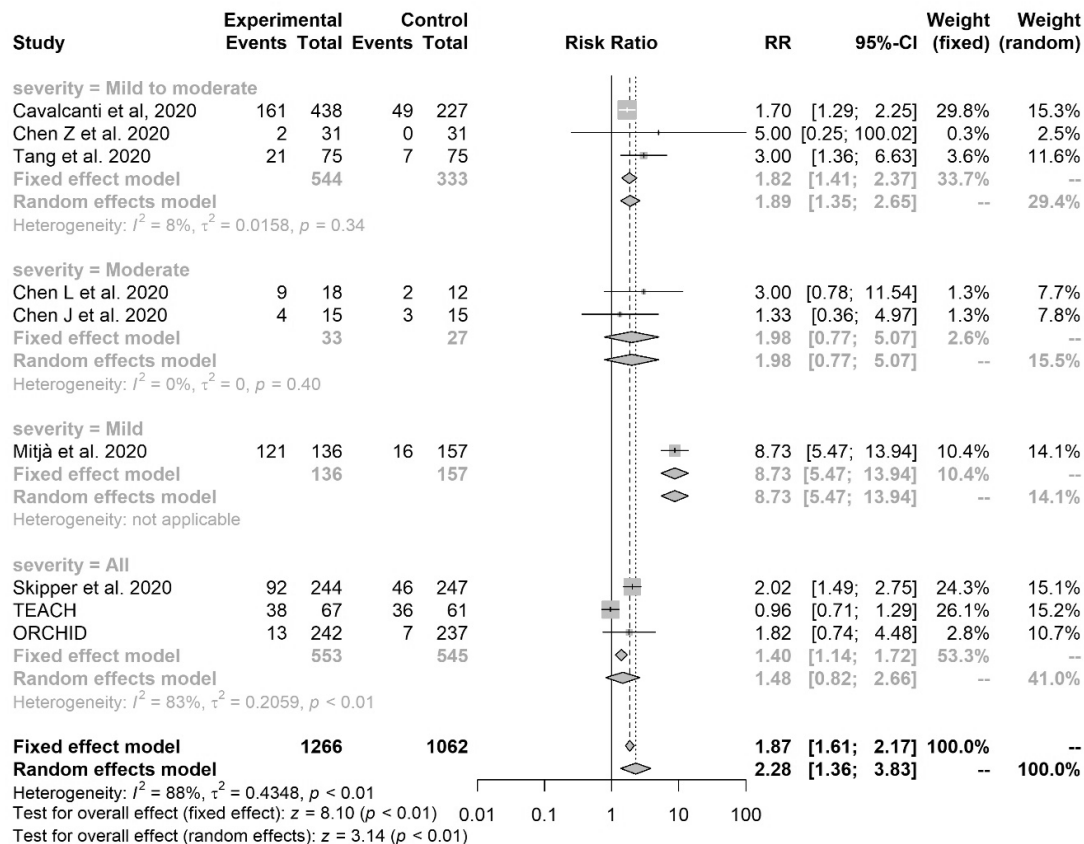 Experimental Control Weight Weight
Study Events Total Events Total Risk Ratio RR 95%-CI (fixed) (random)
severity = Mild to moderate
Cavalcanti et al, 2020 161 438 49 227 1.70 [1.29; 2.25] 29.8% 15.3%
Chen Z et al. 2020 2 31 0 31 5.00 [0.25; 100.02] 0.3% 2.5%
Tang et al. 2020 21 75 7 75 3.00 [1.36; 6.63] 3.6% 11.6%
Fixed effect model 544 333 1.82 [1.41; 2.37] 33.7% --
Random effects model 1.89 [1.35; 2.65] -- 29.4%
Heterogeneity: I² = 8%, τ² = 0.0158, p = 0.34
severity = Moderate
Chen L et al. 2020 9 18 2 12 3.00 [0.78; 11.54] 1.3% 7.7%
Chen J et al. 2020 4 15 3 15 1.33 [0.36; 4.97] 1.3% 7.8%
Fixed effect model 33 27 1.98 [0.77; 5.07] 2.6% --
Random effects model 1.98 [0.77; 5.07] -- 15.5%
Heterogeneity: I² = 0%, τ² = 0, p = 0.40
severity = Mild
Mitjà et al. 2020 121 136 16 157 8.73 [5.47; 13.94] 10.4% 14.1%
Fixed effect model 136 157 8.73 [5.47; 13.94] 10.4% --
Random effects model 8.73 [5.47; 13.94] -- 14.1%
Heterogeneity: not applicable
severity = All
Skipper et al. 2020 92 244 46 247 2.02 [1.49; 2.75] 24.3% 15.1%
TEACH 38 67 36 61 0.96 [0.71; 1.29] 26.1% 15.2%
ORCHID 13 242 7 237 1.82 [0.74; 4.48] 2.8% 10.7%
Fixed effect model 553 545 1.40 [1.14; 1.72] 53.3% --
Random effects model 1.48 [0.82; 2.66] -- 41.0%
Heterogeneity: I² = 83%, τ² = 0.2059, p < 0.01
Fixed effect model 1266 1062 1.87 [1.61; 2.17] 100.0% --
Random effects model 2.28 [1.36; 3.83] -- 100.0%
Heterogeneity: I² = 88%, τ² = 0.4348, p < 0.01
Test for overall effect (fixed effect): z = 8.10 (p < 0.01) 0.01 0.1 1 10 100
Test for overall effect (random effects): z = 3.14 (p < 0.01)